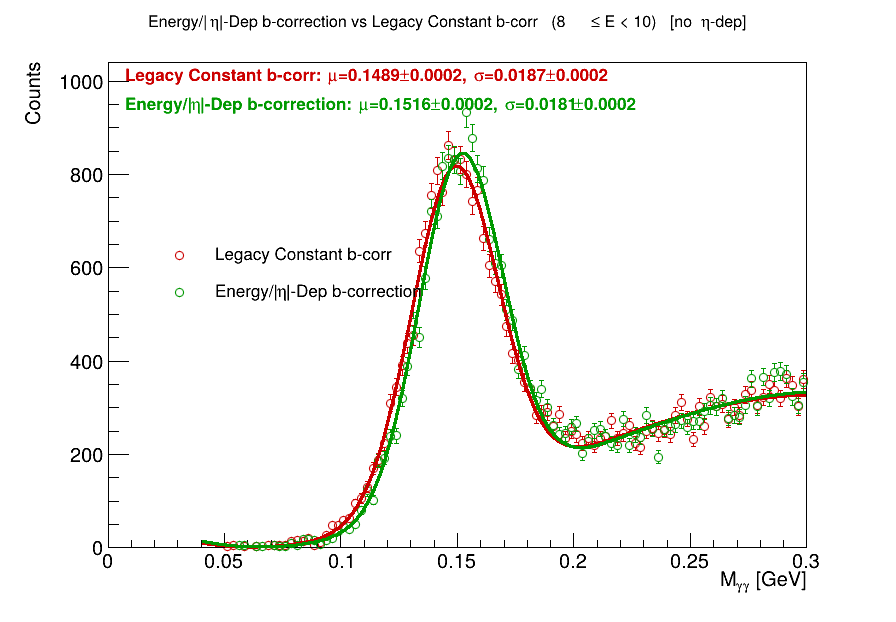 Energy/|η|-Dep b-correction vs Legacy Constant b-corr (8 ≤ E < 10) [no η-dep]
Counts
Legacy Constant b-corr: μ=0.1489±0.0002, σ=0.0187±0.0002
Energy/|η|-Dep b-correction: μ=0.1516±0.0002, σ=0.0181±0.0002
Legacy Constant b-corr
Energy/|η|-Dep b-correction
1000
800
600
400
200
0
0 0.05 0.1 0.15 0.2 0.25 0.3
Mγγ [GeV]